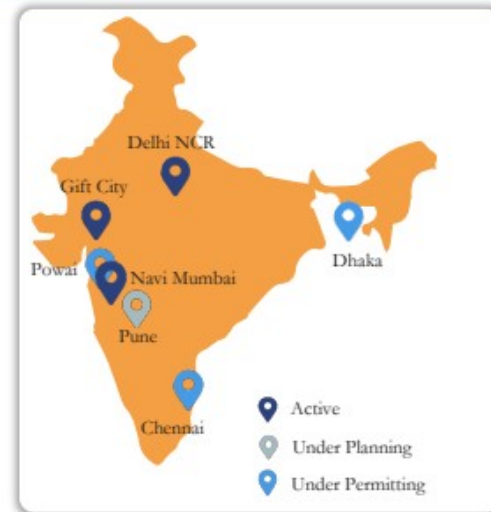 Delhi NCR
Gift City
Powai
Navi Mumbai
Dhaka
Pune
Chennai
Active
Under Planning
Under Permitting